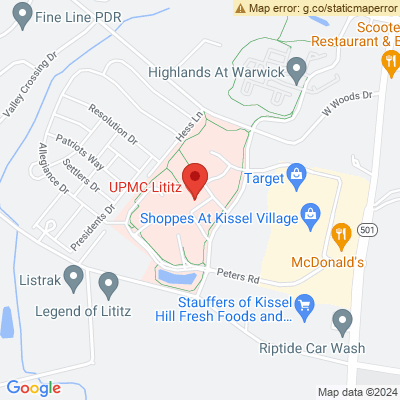 Map error: g.co/staticmaperror
Fine Line PDR
Scoote
Restaurant & B
Valley Crossing Dr
Highlands At Warwick
W Woods Dr
Resolution Dr
Hess Ln
Patriots Way
Settlers Dr
Allegiance Dr
Presidents Dr
UPMC Lititz
Target
Shoppes At Kissel Village
501
McDonald's
Peters Rd
Listrak
Legend of Lititz
Stauffers of Kissel
Hill Fresh Foods and...
Riptide Car Wash
Google
Map data ©2024